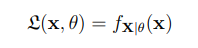 𝔏(𝐱, θ) = f_{𝐗|θ}(𝐱)